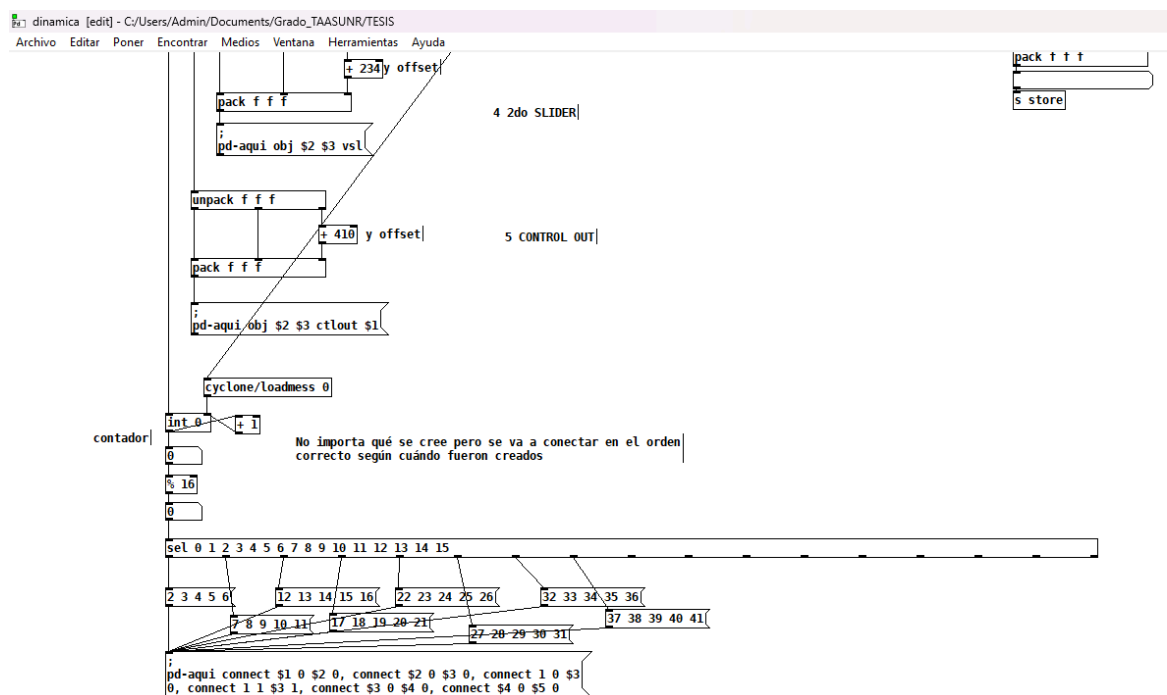 dinamica [edit] - C:/Users/Admin/Documents/Grado_TAASUNR/TESIS
Archivo Editar Poner Encontrar Medios Ventana Herramientas Ayuda
pack f f f
+ 234 y offset
s store
pack f f f
4 2do SLIDER
;
pd-aqui obj $2 $3 vsl
unpack f f f
+ 410 y offset
5 CONTROL OUT
pack f f f
;
pd-aqui obj $2 $3 ctlout $1
cyclone/loadmess 0
int 0
+ 1
contador
No importa qué se cree pero se va a conectar en el orden
correcto según cuándo fueron creados
0
% 16
0
sel 0 1 2 3 4 5 6 7 8 9 10 11 12 13 14 15
2 3 4 5 6
12 13 14 15 16
22 23 24 25 26
32 33 34 35 36
7 8 9 10 11
17 18 19 20 21
27 28 29 30 31
37 38 39 40 41
;
pd-aqui connect $1 0 $2 0, connect $2 0 $3 0, connect 1 0 $3
0, connect 1 1 $3 1, connect $3 0 $4 0, connect $4 0 $5 0